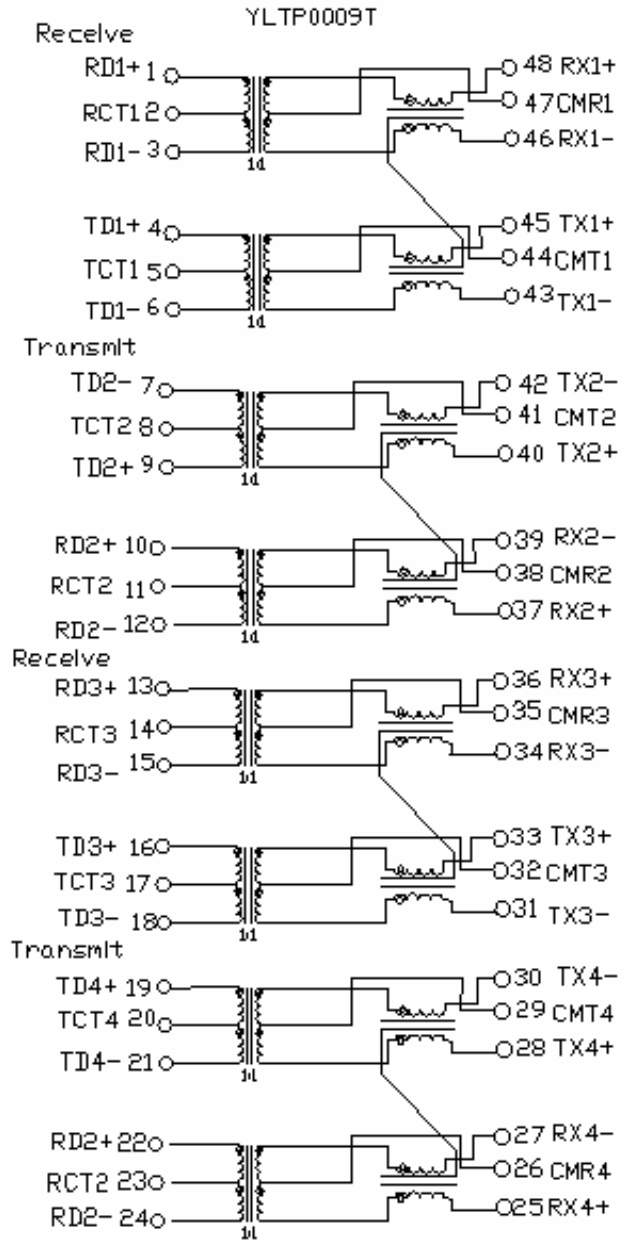 YLTP0009T
Receive
RD1+ 1 48 RX1+
RCT1 2 47 CMR1
RD1- 3 46 RX1-
1:1
TD1+ 4 45 TX1+
TCT1 5 44 CMT1
TD1- 6 43 TX1-
1:1
Transmit
TD2- 7 42 TX2-
TCT2 8 41 CMT2
TD2+ 9 40 TX2+
1:1
RD2+ 10 39 RX2-
RCT2 11 38 CMR2
RD2- 12 37 RX2+
1:1
Receive
RD3+ 13 36 RX3+
RCT3 14 35 CMR3
RD3- 15 34 RX3-
1:1
TD3+ 16 33 TX3+
TCT3 17 32 CMT3
TD3- 18 31 TX3-
1:1
Transmit
TD4+ 19 30 TX4-
TCT4 20 29 CMT4
TD4- 21 28 TX4+
1:1
RD2+ 22 27 RX4-
RCT2 23 26 CMR4
RD2- 24 25 RX4+
1:1